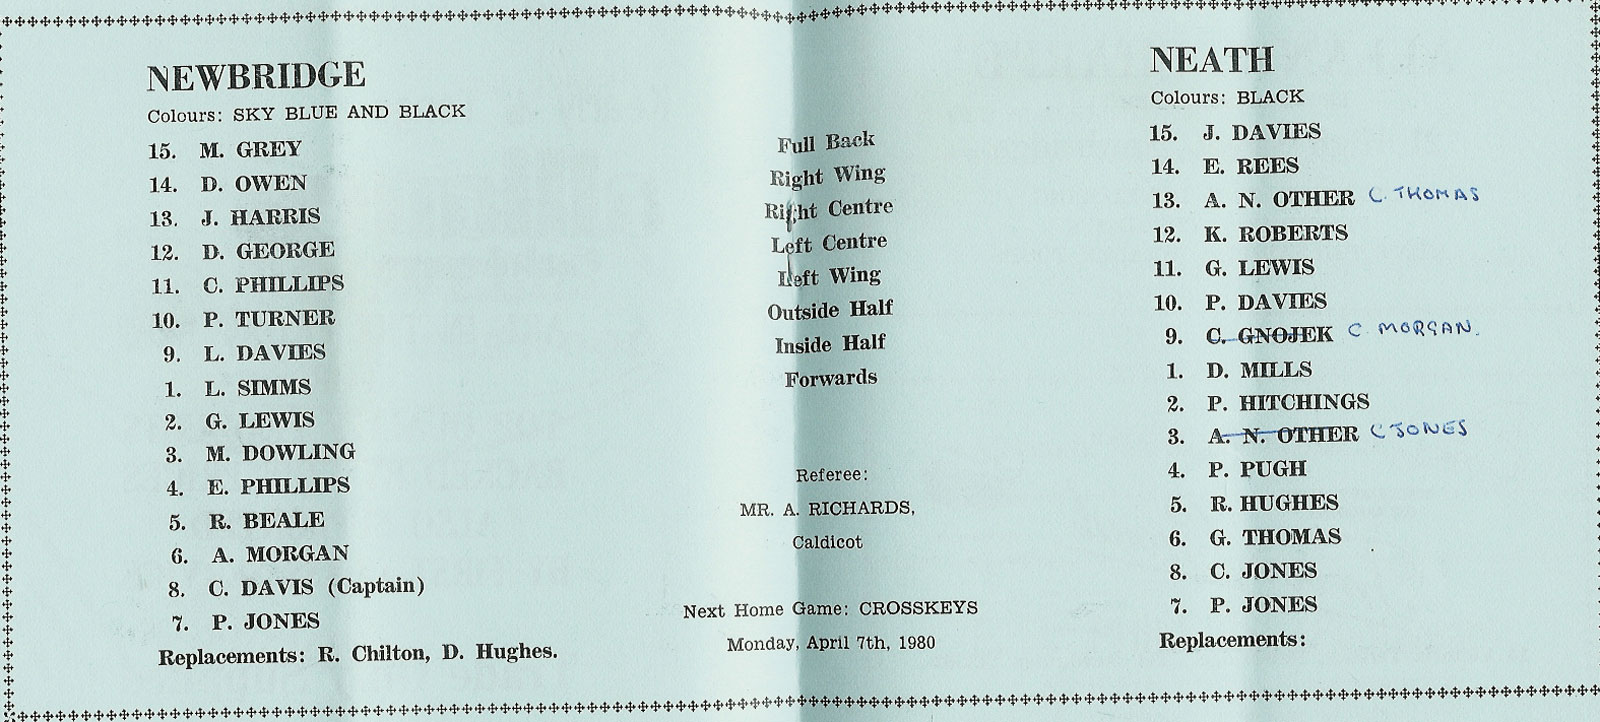 NEWBRIDGE
Colours: SKY BLUE AND BLACK
15. M. GREY
14. D. OWEN
13. J. HARRIS
12. D. GEORGE
11. C. PHILLIPS
10. P. TURNER
9. L. DAVIES
1. L. SIMMS
2. G. LEWIS
3. M. DOWLING
4. E. PHILLIPS
5. R. BEALE
6. A. MORGAN
8. C. DAVIS (Captain)
7. P. JONES
Replacements: R. Chilton, D. Hughes.
Full Back
Right Wing
Right Centre
Left Centre
Left Wing
Outside Half
Inside Half
Forwards
Referee:
MR. A. RICHARDS,
Caldicot
Next Home Game: CROSSKEYS
Monday, April 7th, 1980
NEATH
Colours: BLACK
15. J. DAVIES
14. E. REES
13. A. N. OTHER C. THOMAS
12. K. ROBERTS
11. G. LEWIS
10. P. DAVIES
9. C. GNOJEK C MORGAN.
1. D. MILLS
2. P. HITCHINGS
3. A. N. OTHER C JONES
4. P. PUGH
5. R. HUGHES
6. G. THOMAS
8. C. JONES
7. P. JONES
Replacements: